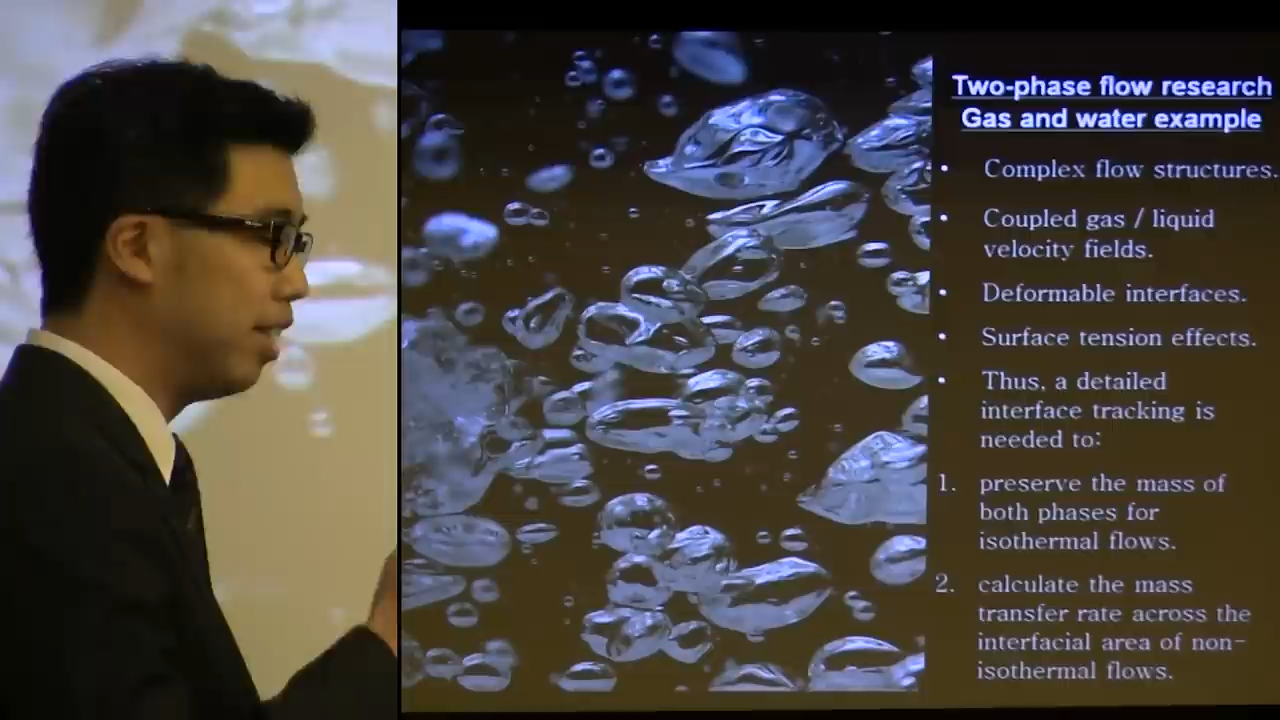 Two-phase flow research
Gas and water example
• Complex flow structures.
• Coupled gas / liquid
velocity fields.
• Deformable interfaces.
• Surface tension effects.
• Thus, a detailed
interface tracking is
needed to:
1. preserve the mass of
both phases for
isothermal flows.
2. calculate the mass
transfer rate across the
interfacial area of non-
isothermal flows.